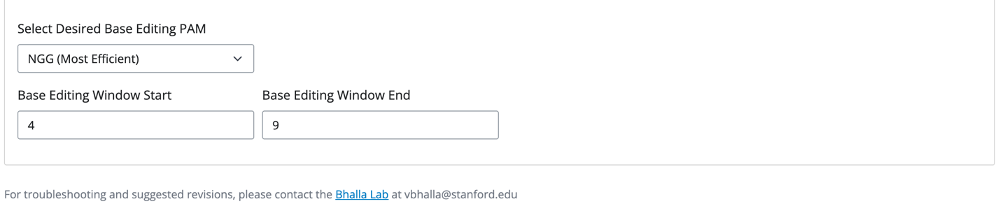 Select Desired Base Editing PAM
NGG (Most Efficient)
Base Editing Window Start
Base Editing Window End
4
9
For troubleshooting and suggested revisions, please contact the Bhalla Lab at vbhalla@stanford.edu